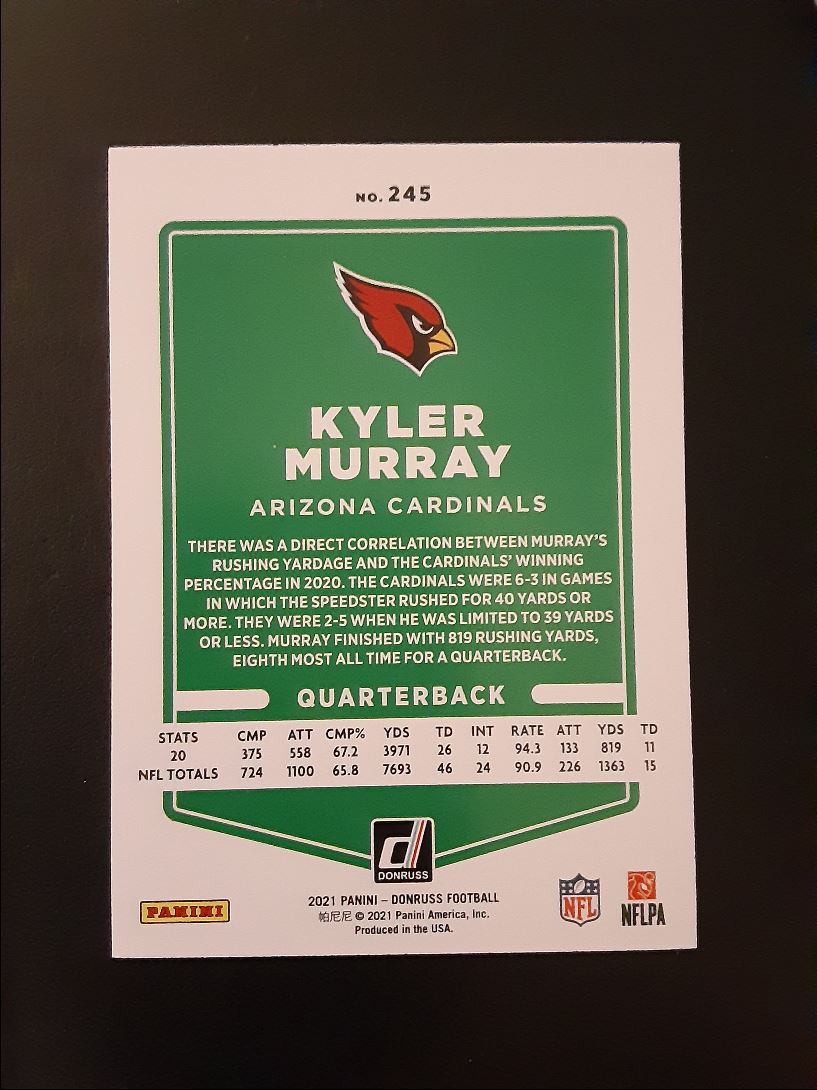 NO. 245
KYLER
MURRAY
ARIZONA CARDINALS
THERE WAS A DIRECT CORRELATION BETWEEN MURRAY'S
RUSHING YARDAGE AND THE CARDINALS' WINNING
PERCENTAGE IN 2020. THE CARDINALS WERE 6-3 IN GAMES
IN WHICH THE SPEEDSTER RUSHED FOR 40 YARDS OR
MORE. THEY WERE 2-5 WHEN HE WAS LIMITED TO 39 YARDS
OR LESS. MURRAY FINISHED WITH 819 RUSHING YARDS,
EIGHTH MOST ALL TIME FOR A QUARTERBACK.
QUARTERBACK
STATS CMP ATT CMP% YDS TD INT RATE ATT YDS TD
20 375 558 67.2 3971 26 12 94.3 133 819 11
NFL TOTALS 724 1100 65.8 7693 46 24 90.9 226 1363 15
d
DONRUSS
PANINI
2021 PANINI – DONRUSS FOOTBALL
帕尼尼 © 2021 Panini America, Inc.
Produced in the USA.
NFL
NFLPA